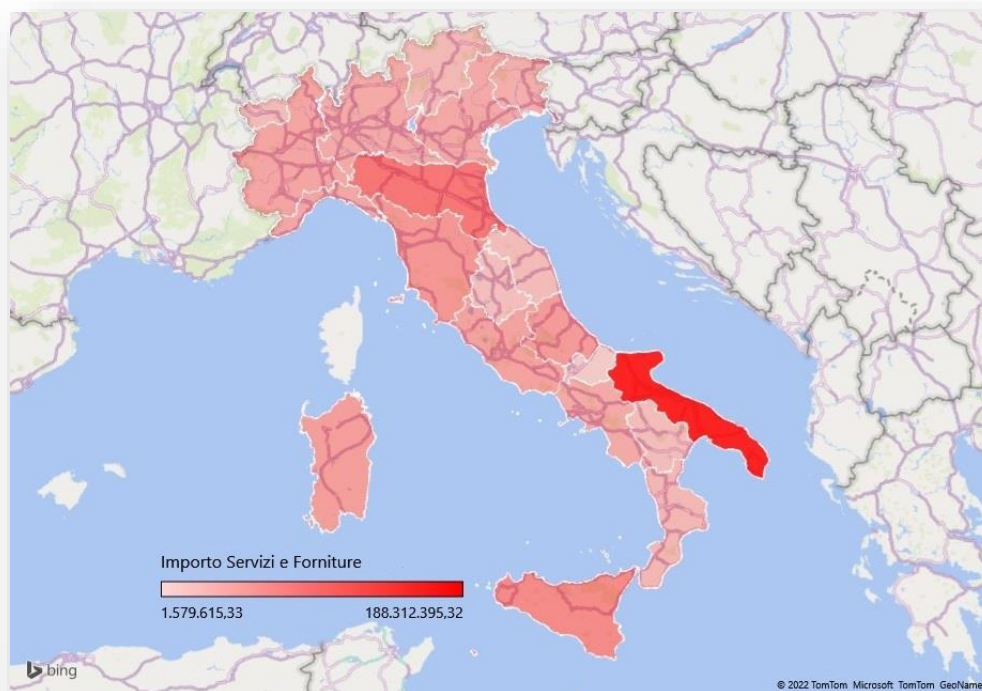 Importo Servizi e Forniture
1.579.615,33 188.312.395,32
bing
© 2022 TomTom Microsoft TomTom GeoName